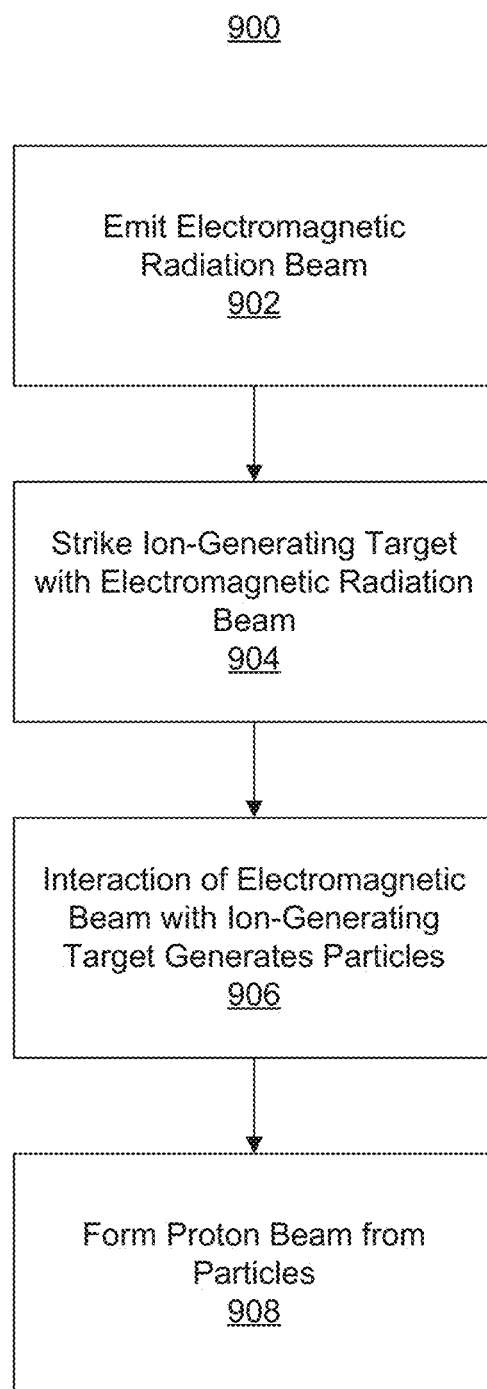 900
Emit Electromagnetic
Radiation Beam
902
Strike Ion-Generating Target
with Electromagnetic Radiation
Beam
904
Interaction of Electromagnetic
Beam with Ion-Generating
Target Generates Particles
906
Form Proton Beam from
Particles
908